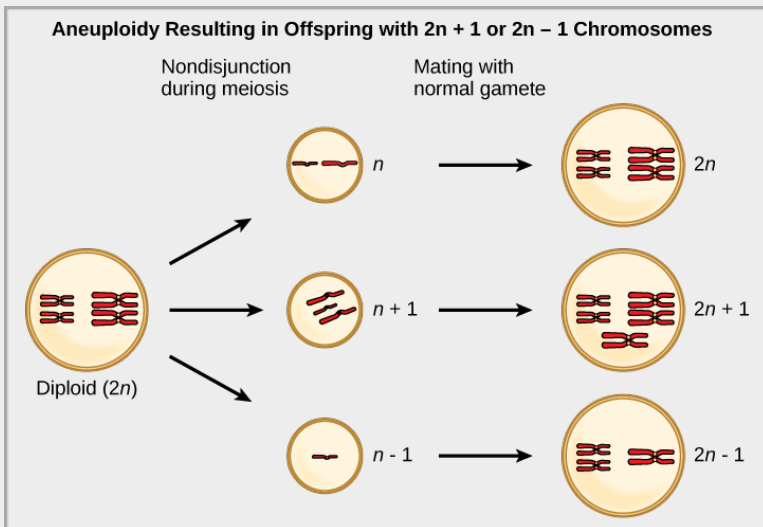 Aneuploidy Resulting in Offspring with 2n + 1 or 2n – 1 Chromosomes
Nondisjunction
during meiosis
Mating with
normal gamete
n
2n
Diploid (2n)
n + 1
2n + 1
n - 1
2n - 1